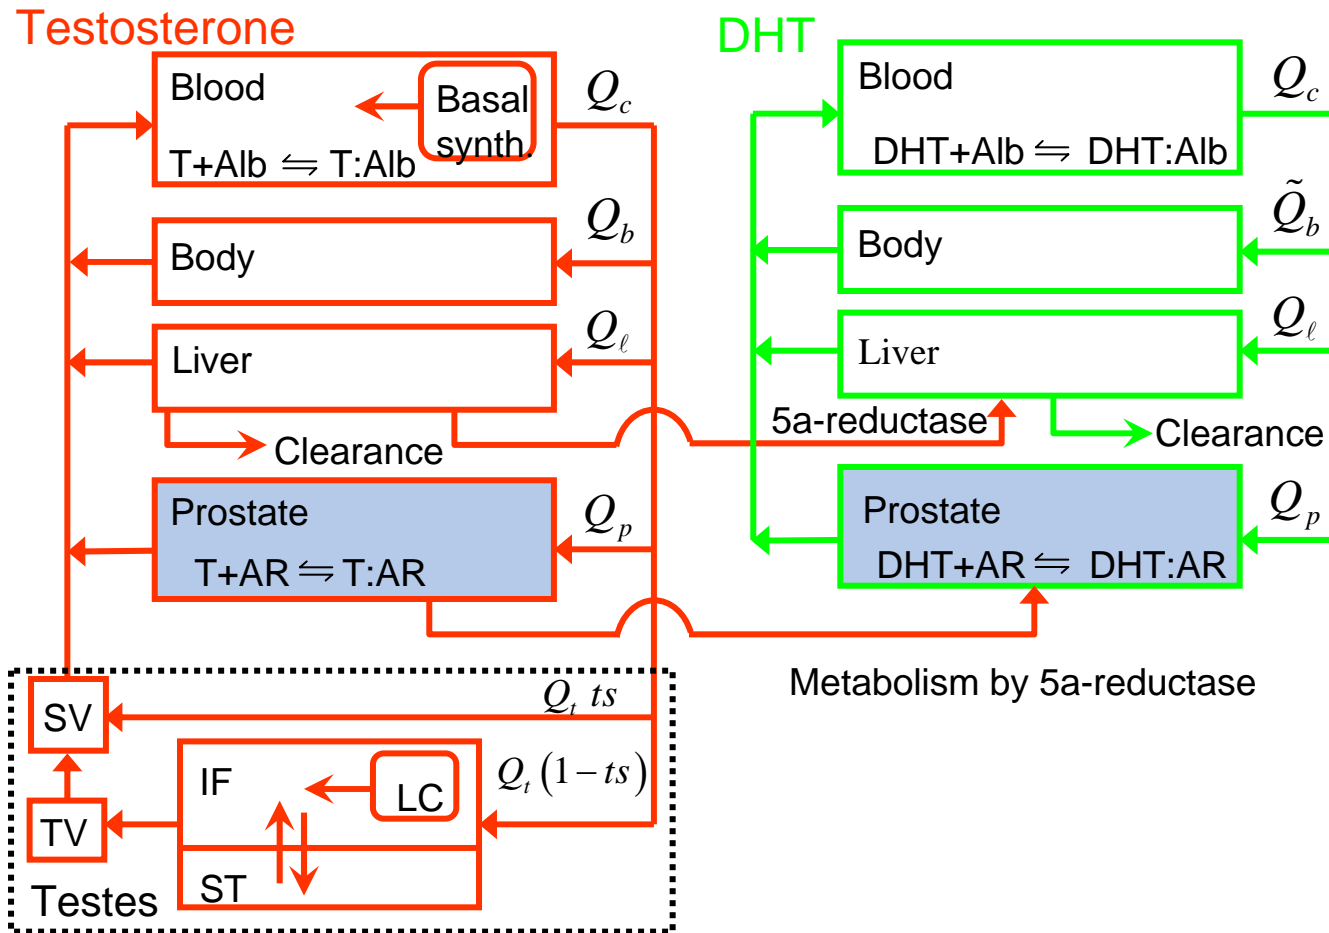 Testosterone
Blood
Basal
synth.
T+Alb ⇋ T:Alb
Q_c
Body
Q_b
Liver
Q_ℓ
Clearance
Prostate
T+AR ⇋ T:AR
Q_p
SV
Q_t ts
IF
LC
Q_t (1−ts)
TV
ST
Testes
DHT
Blood
DHT+Alb ⇋ DHT:Alb
Q_c
Body
Q̃_b
Liver
Q_ℓ
5a-reductase
Clearance
Prostate
DHT+AR ⇋ DHT:AR
Q_p
Metabolism by 5a-reductase